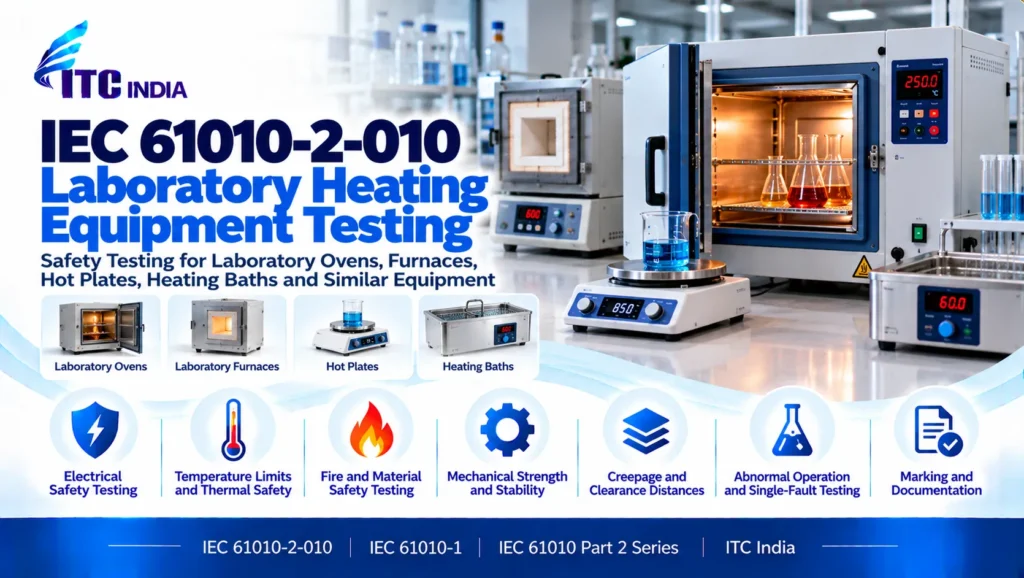 ITC INDIA
IEC 61010-2-010
Laboratory Heating
Equipment Testing
Safety Testing for Laboratory Ovens, Furnaces,
Hot Plates, Heating Baths and Similar Equipment
Laboratory Ovens
Laboratory Furnaces
Hot Plates
Heating Baths
250.0
°C
600
850
60.0
Electrical
Safety Testing
Temperature Limits
and Thermal Safety
Fire and Material
Safety Testing
Mechanical Strength
and Stability
Creepage and
Clearance Distances
Abnormal Operation
and Single-Fault Testing
Marking and
Documentation
IEC 61010-2-010 | IEC 61010-1 | IEC 61010 Part 2 Series | ITC India